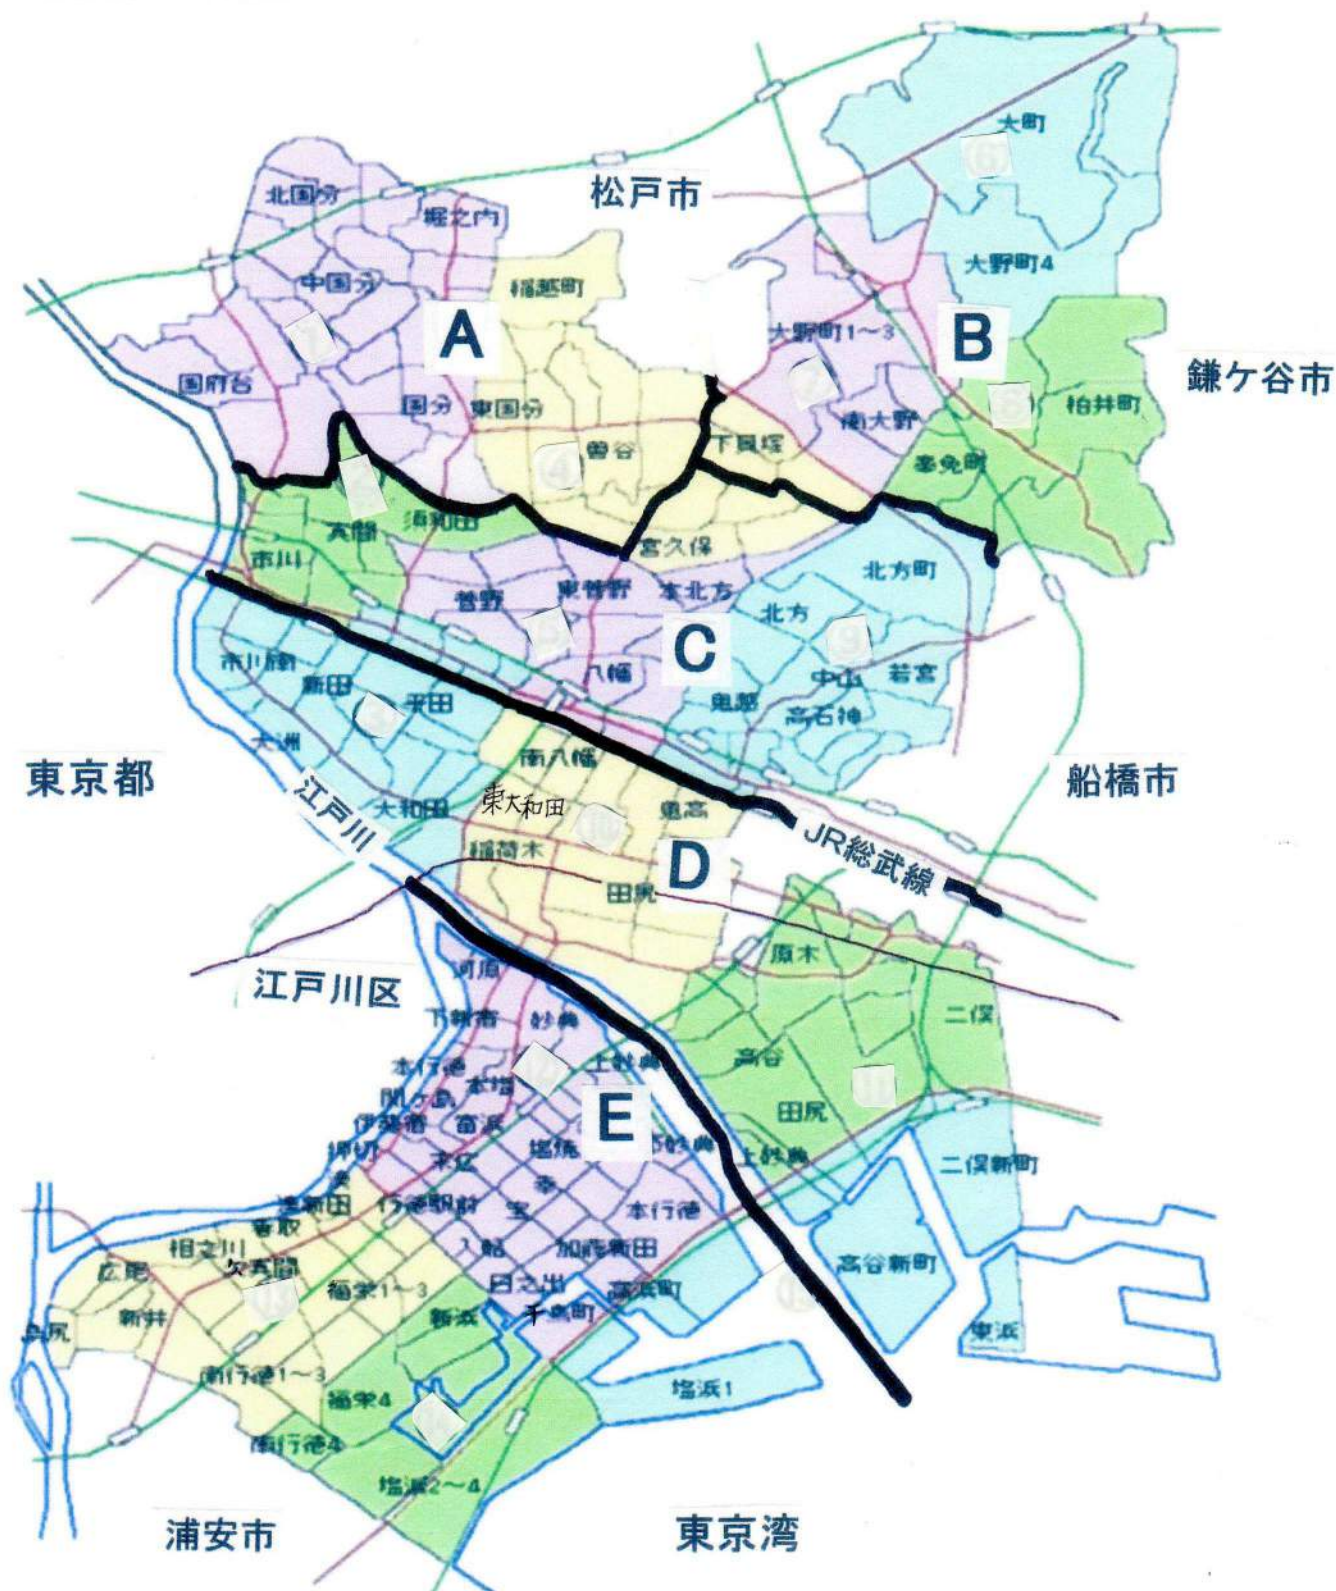 大町
⑥
松戸市
北国分
堀之内
大野町4
中国分
稲越町
大野町1～3
A
B
国府台
国分
東国分
曽谷
④
下貝塚
南大野
柏井町
奉免町
鎌ケ谷市
須和田
真間
市川
宮久保
菅野
東菅野
本北方
北方町
北方
⑨
C
八幡
鬼越
中山
若宮
高石神
市川南
新田
平田
大洲
南八幡
東京都
江戸川
大和田
東大和田
鬼高
船橋市
稲荷木
D
JR総武線
田尻
原木
江戸川区
河原
下新宿
妙典
二俣
本行徳
本塩
⑫
上妙典
高谷
⑪
関ケ島
伊勢宿
富浜
E
田尻
押切
末広
塩焼
下妙典
上妙典
二俣新町
湊新田
行徳駅前
宝
幸
本行徳
香取
相之川
欠真間
入船
加藤新田
広尾
⑬
福栄1～3
日之出
高浜町
高谷新町
島尻
新井
新浜
千鳥町
東浜
南行徳1～3
福栄4
⑭
塩浜1
南行徳4
塩浜2～4
浦安市
東京湾